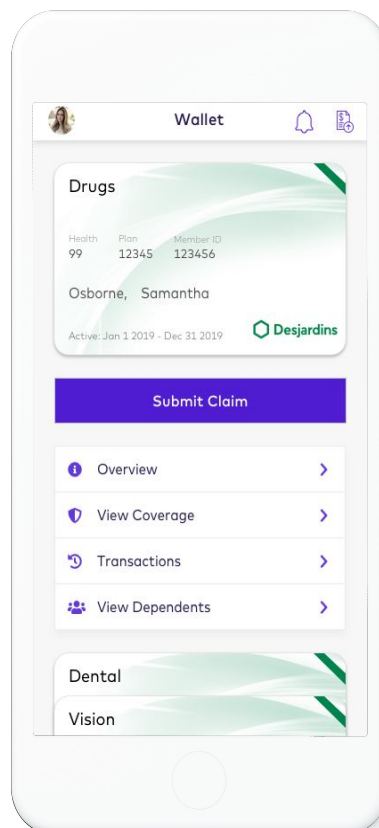 Wallet
Drugs
Health Plan Member ID
99 12345 123456
Osborne, Samantha
Active: Jan 1 2019 - Dec 31 2019 Desjardins
Submit Claim
Overview
View Coverage
Transactions
View Dependents
Dental
Vision